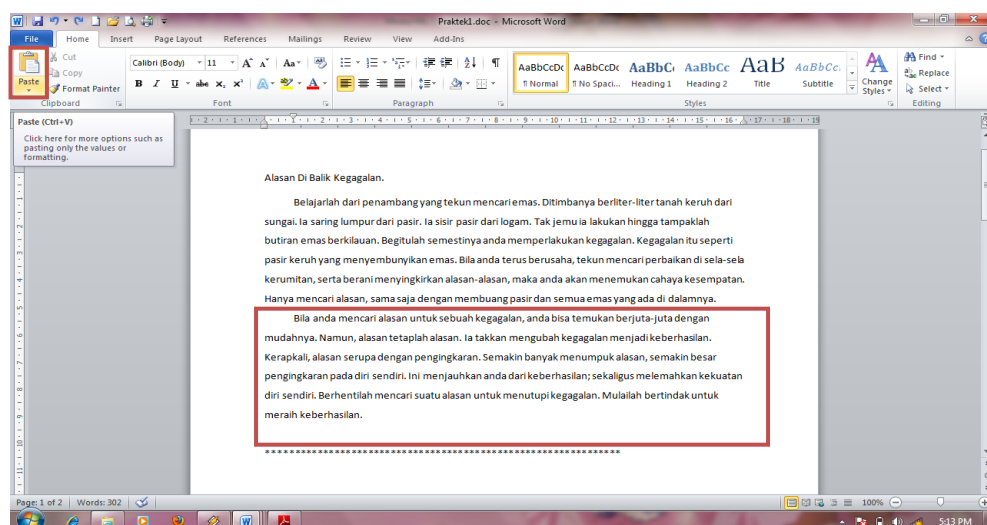 Praktek1.doc - Microsoft Word
File Home Insert Page Layout References Mailings Review View Add-Ins
Paste
Cut
Copy
Format Painter
Clipboard
Calibri (Body) 11
Font
Paragraph
AaBbCcDc AaBbCcDc AaBbC AaBbCc AaB AaBbCc.
¶ Normal ¶ No Spaci... Heading 1 Heading 2 Title Subtitle
Change Styles
Styles
Find
Replace
Select
Editing
Paste (Ctrl+V)
Click here for more options such as
pasting only the values or
formatting.
Alasan Di Balik Kegagalan.
Belajarlah dari penambang yang tekun mencari emas. Ditimbanya berliter-liter tanah keruh dari
sungai. Ia saring lumpur dari pasir. Ia sisir pasir dari logam. Tak jemu ia lakukan hingga tampaklah
butiran emas berkilauan. Begitulah semestinya anda memperlakukan kegagalan. Kegagalan itu seperti
pasir keruh yang menyembunyikan emas. Bila anda terus berusaha, tekun mencari perbaikan di sela-sela
kerumitan, serta berani menyingkirkan alasan-alasan, maka anda akan menemukan cahaya kesempatan.
Hanya mencari alasan, sama saja dengan membuang pasir dan semua emas yang ada di dalamnya.
Bila anda mencari alasan untuk sebuah kegagalan, anda bisa temukan berjuta-juta dengan
mudahnya. Namun, alasan tetaplah alasan. Ia takkan mengubah kegagalan menjadi keberhasilan.
Kerapkali, alasan serupa dengan pengingkaran. Semakin banyak menumpuk alasan, semakin besar
pengingkaran pada diri sendiri. Ini menjauhkan anda dari keberhasilan; sekaligus melemahkan kekuatan
diri sendiri. Berhentilah mencari suatu alasan untuk menutupi kegagalan. Mulailah bertindak untuk
meraih keberhasilan.
Page: 1 of 2 Words: 302 100%
5:13 PM